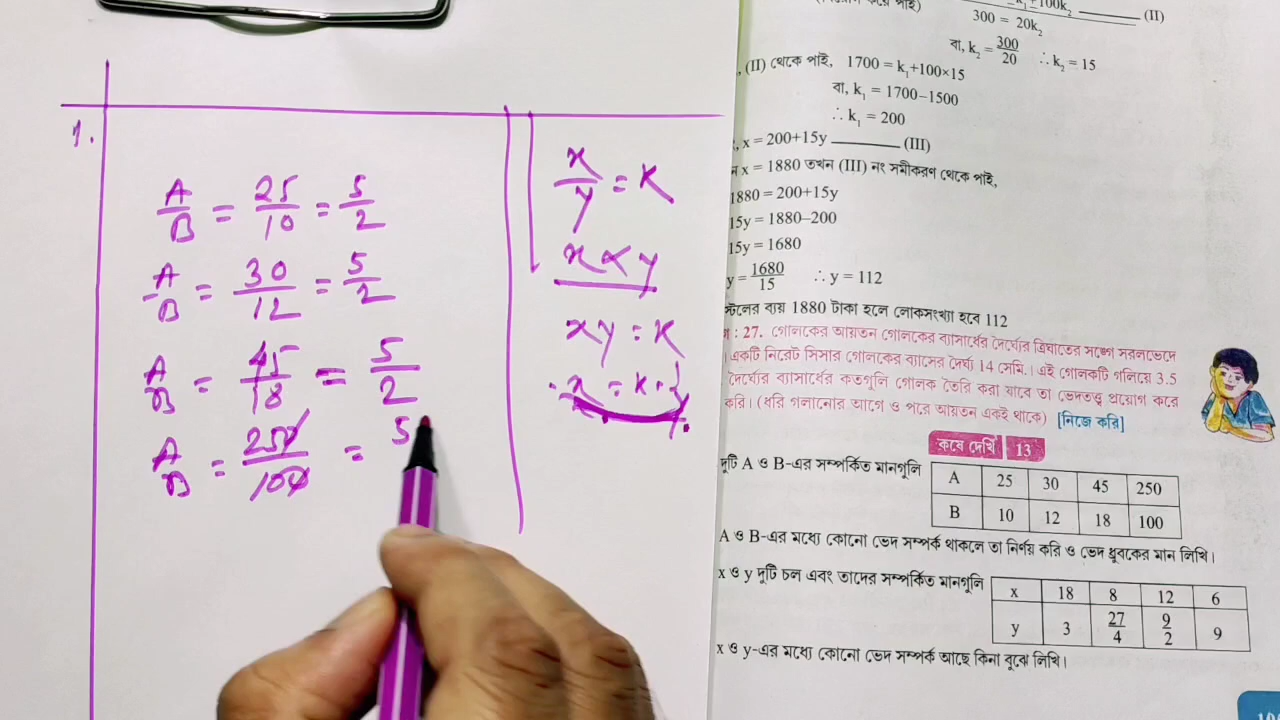 1.
A/B = 25/10 = 5/2
A/B = 30/12 = 5/2
A/B = 45/18 = 5/2
A/B = 250/100 = 5
x/y = K
x ∝ y
xy = K
x = K · 1/y
(II)
300 = 20k₂
বা, k₂ = 300/20 ∴ k₂ = 15
(II) থেকে পাই, 1700 = k₁+100×15
বা, k₁ = 1700–1500
∴ k₁ = 200
x = 200+15y (III)
x = 1880 তখন (III) নং সমীকরণ থেকে পাই,
1880 = 200+15y
15y = 1880–200
15y = 1680
y = 1680/15 ∴ y = 112
ব্যয় 1880 টাকা হলে লোকসংখ্যা হবে 112
: 27. গোলকের আয়তন গোলকের ব্যাসার্ধের দৈর্ঘ্যের ত্রিঘাতের সঙ্গে সরলভেদে
একটি নিরেট সিসার গোলকের ব্যাসের দৈর্ঘ্য 14 সেমি.। এই গোলকটি গলিয়ে 3.5
দৈর্ঘ্যের ব্যাসার্ধের কতগুলি গোলক তৈরি করা যাবে তা ভেদতত্ত্ব প্রয়োগ করে
করি। (ধরি গলানোর আগে ও পরে আয়তন একই থাকে) [নিজে করি]
কষে দেখি 13
দুটি A ও B-এর সম্পর্কিত মানগুলি
A 25 30 45 250
B 10 12 18 100
A ও B-এর মধ্যে কোনো ভেদ সম্পর্ক থাকলে তা নির্ণয় করি ও ভেদ ধ্রুবকের মান লিখি।
x ও y দুটি চল এবং তাদের সম্পর্কিত মানগুলি
x 18 8 12 6
y 3 27/4 9/2 9
x ও y-এর মধ্যে কোনো ভেদ সম্পর্ক আছে কিনা বুঝে লিখি।